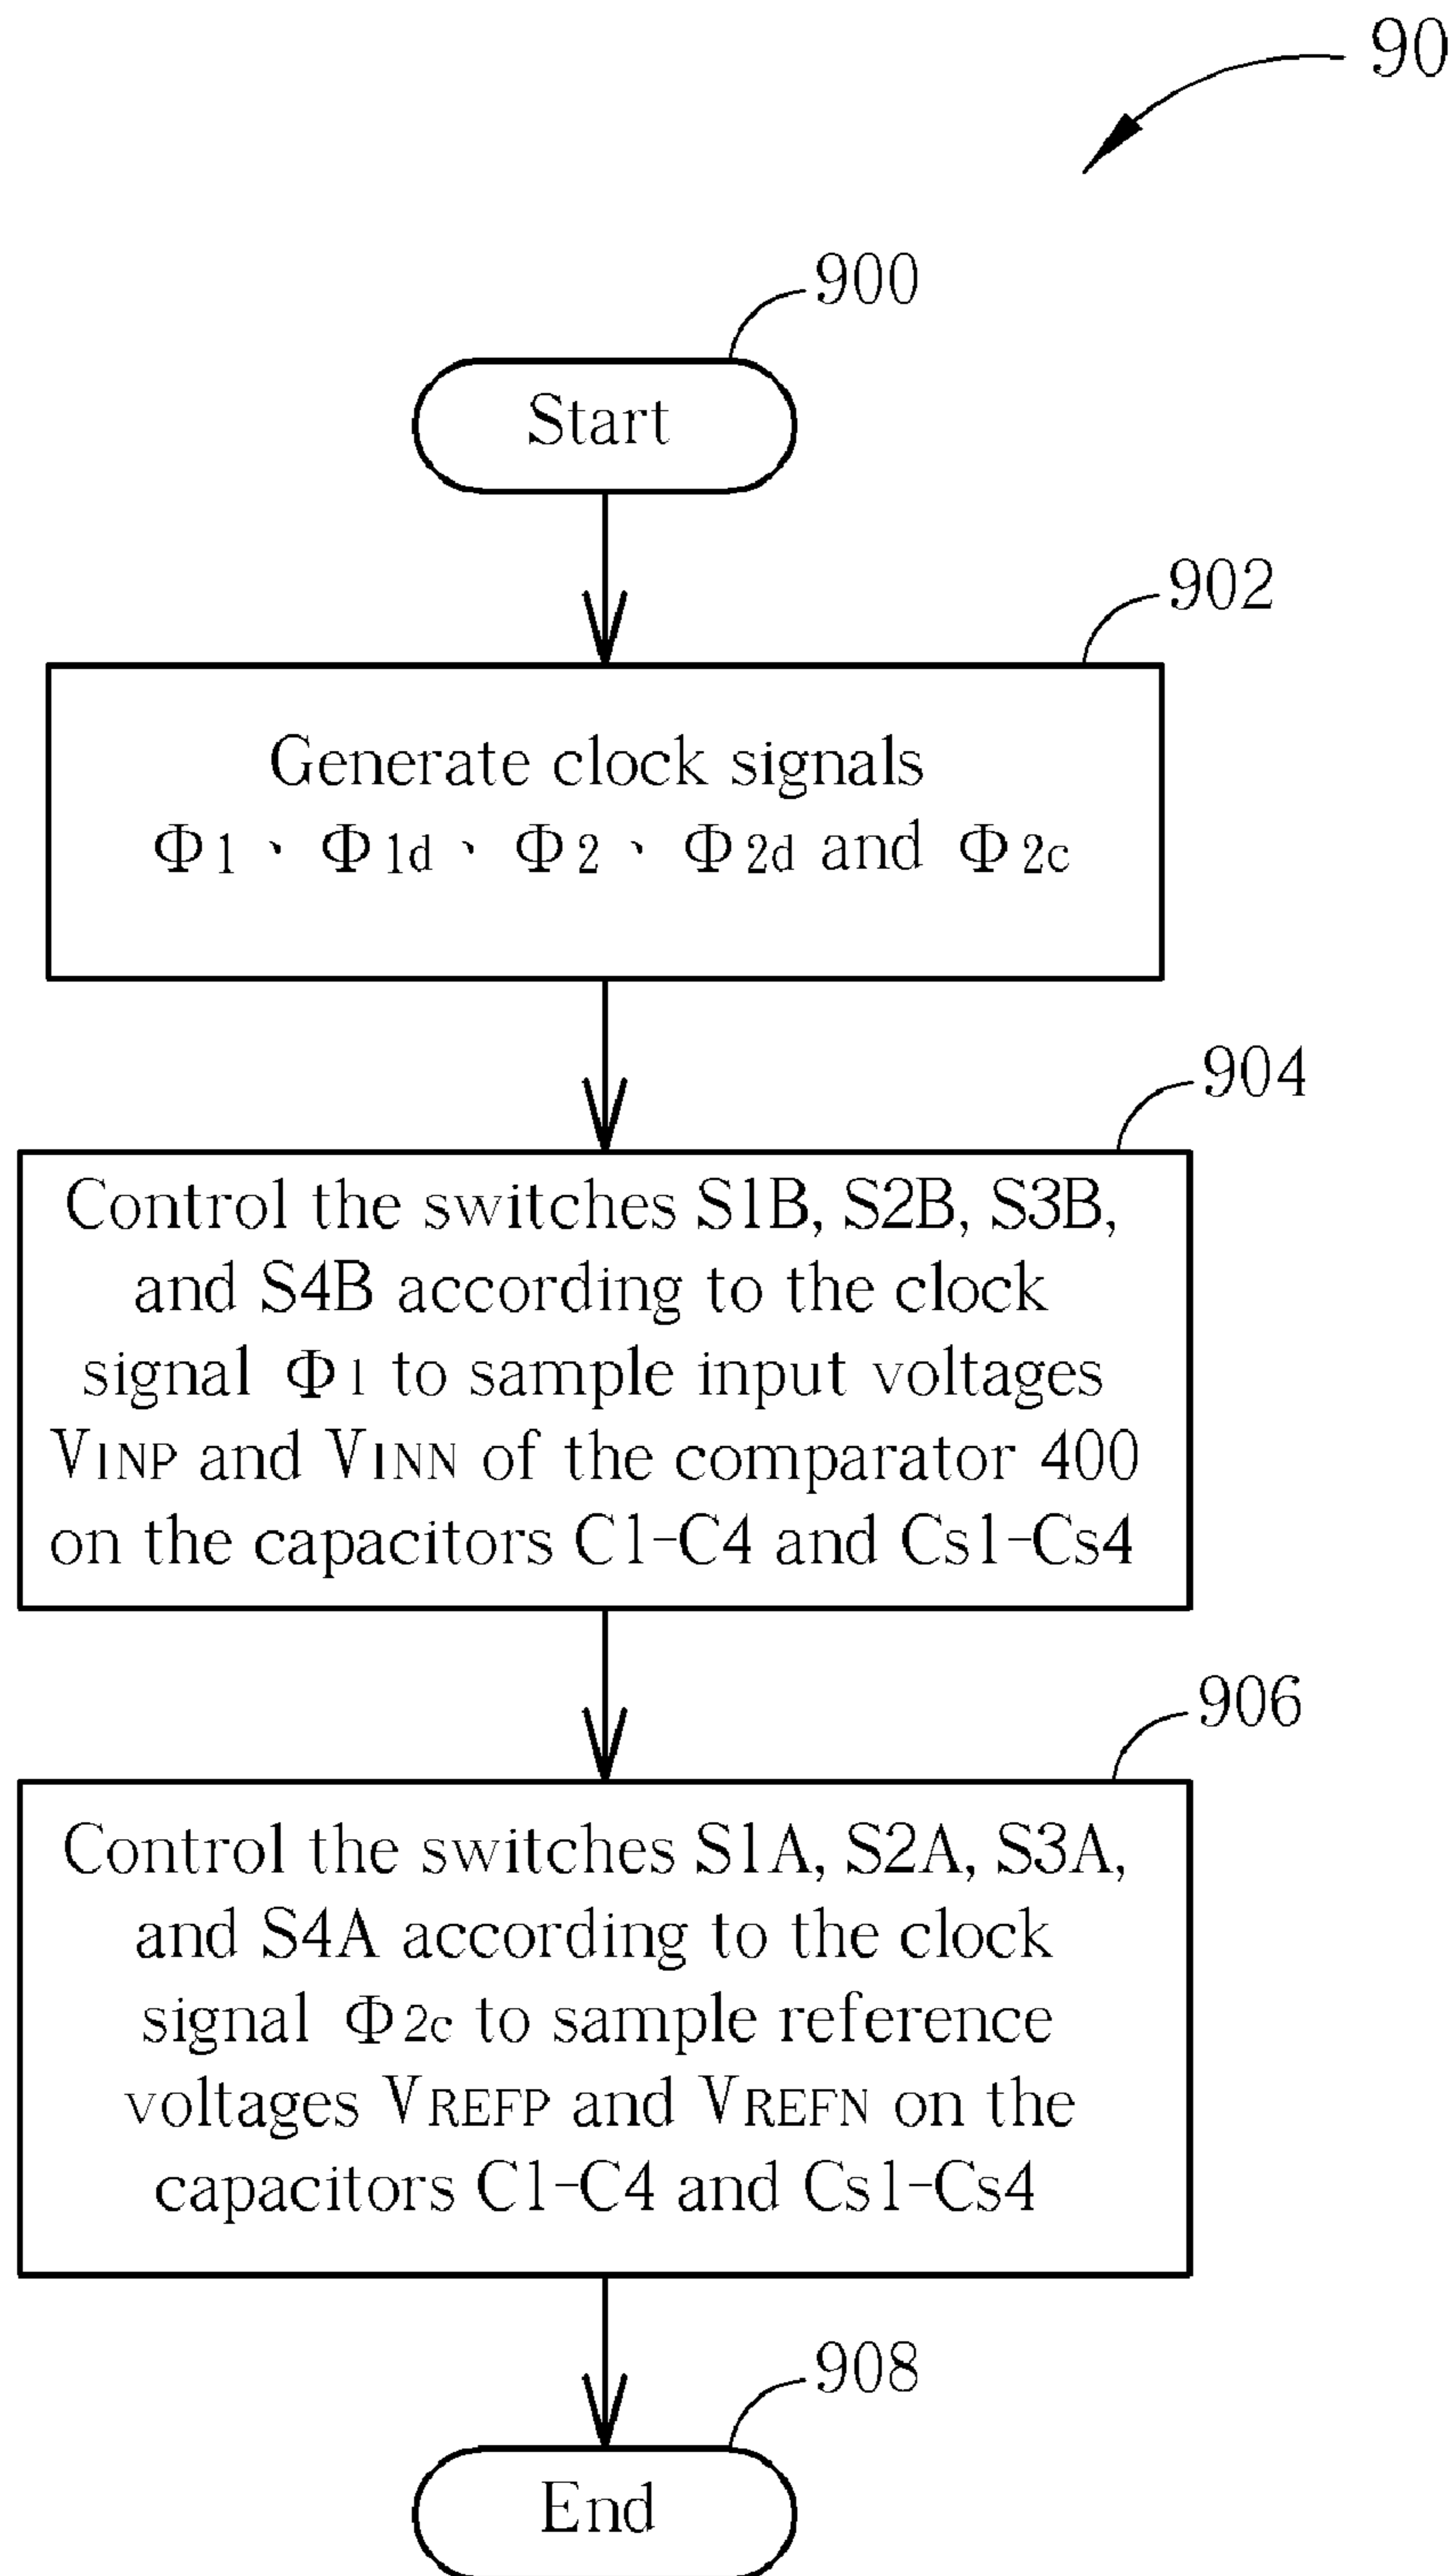 90
900
Start
902
Generate clock signals
Φ1、Φ1d、Φ2、Φ2d and Φ2c
904
Control the switches S1B, S2B, S3B,
and S4B according to the clock
signal Φ1 to sample input voltages
VINP and VINN of the comparator 400
on the capacitors C1-C4 and Cs1-Cs4
906
Control the switches S1A, S2A, S3A,
and S4A according to the clock
signal Φ2c to sample reference
voltages VREFP and VREFN on the
capacitors C1-C4 and Cs1-Cs4
908
End